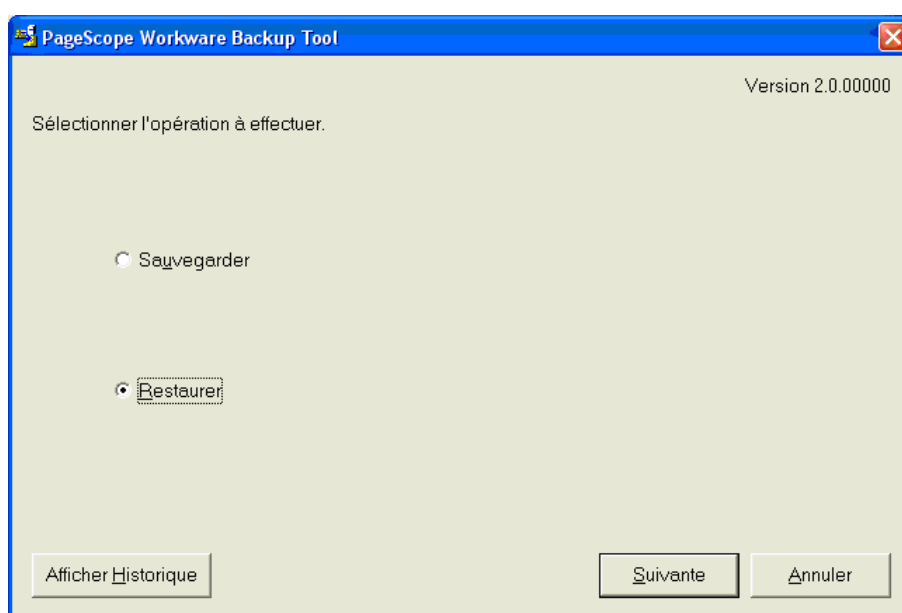 PageScope Workware Backup Tool
Version 2.0.00000
Sélectionner l'opération à effectuer.
Sauvegarder
Restaurer
Afficher Historique
Suivante
Annuler